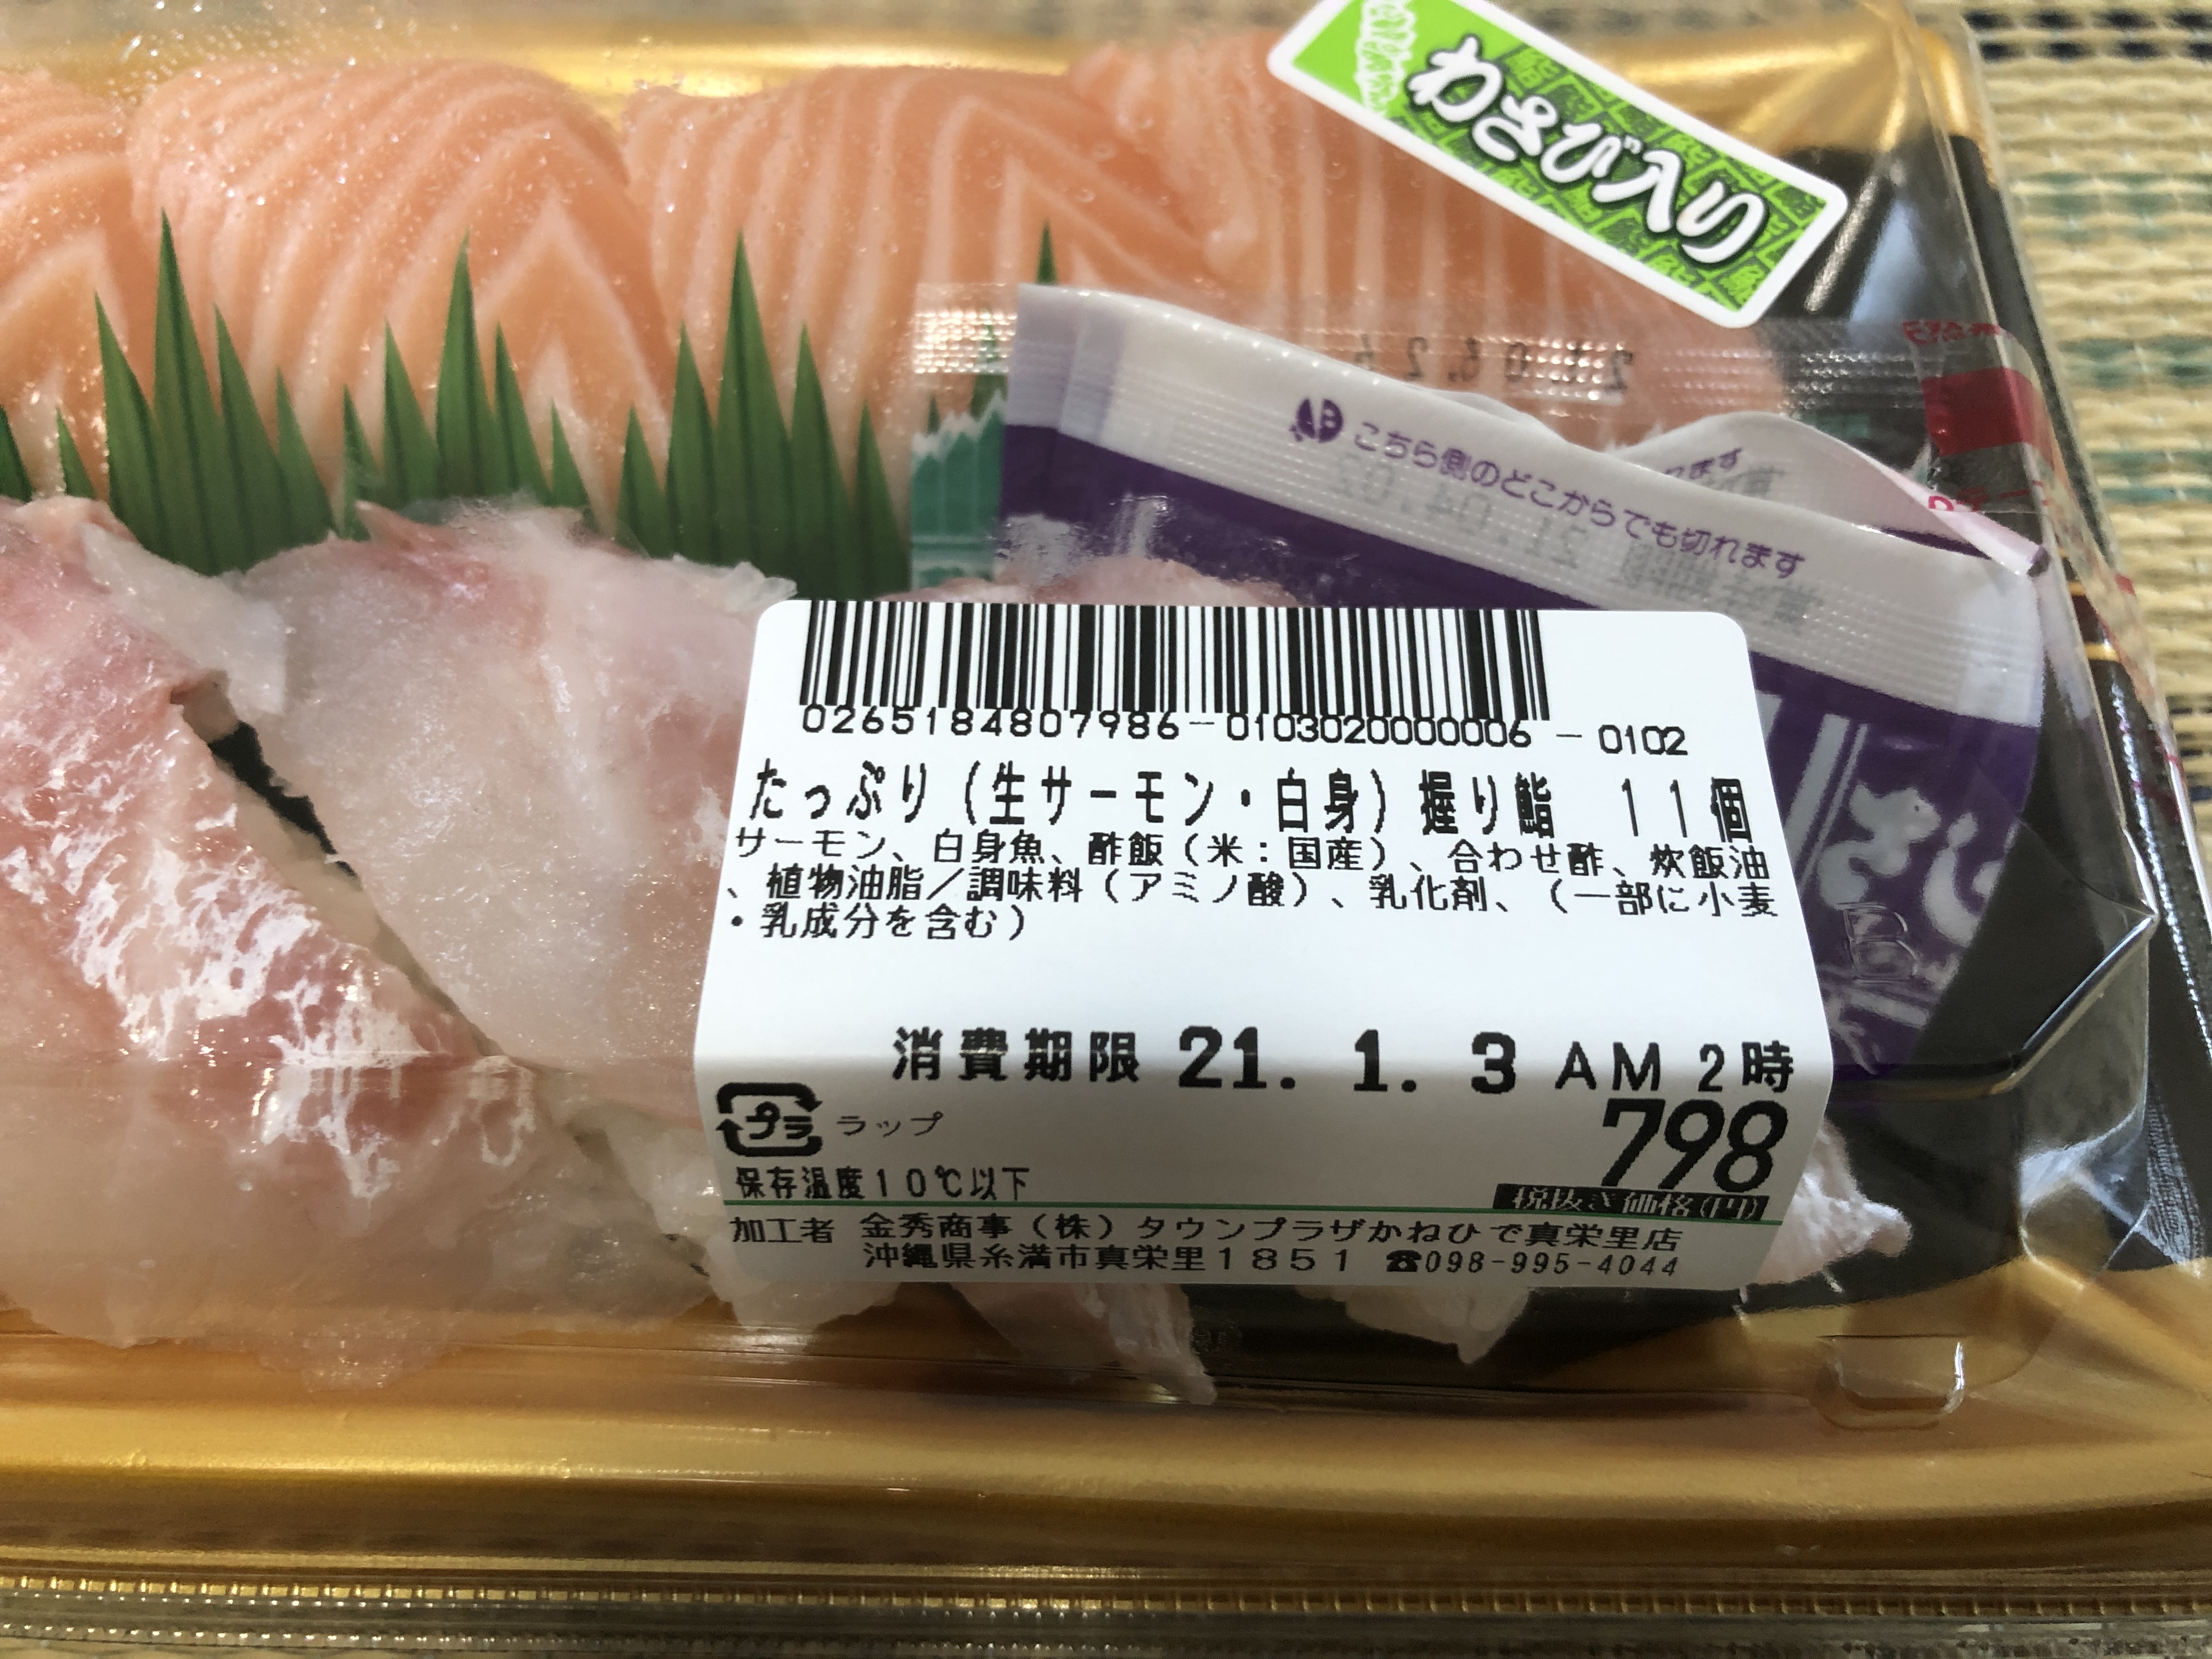 わさび入り
こちら側のどこからでも切れます
21.04.02
0265184807986-0103020000006-0102
たっぷり(生サーモン・白身)握り鮨 11個
サーモン、白身魚、酢飯(米:国産)、合わせ酢、炊飯油
、植物油脂/調味料(アミノ酸)、乳化剤、(一部に小麦
・乳成分を含む)
消費期限 21. 1. 3 AM 2時
プラ ラップ
798
保存温度10℃以下
税抜き価格(円)
加工者 金秀商事(株)タウンプラザかねひで真栄里店
沖縄県糸満市真栄里1851 ☎098-995-4044